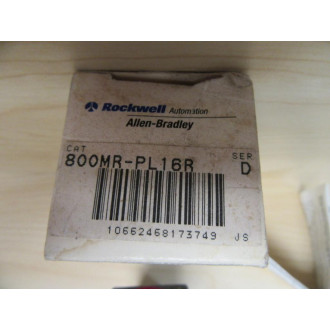 Rockwell Automation
Allen-Bradley
CAT SER
800MR-PL16R D
10662468173749 JS